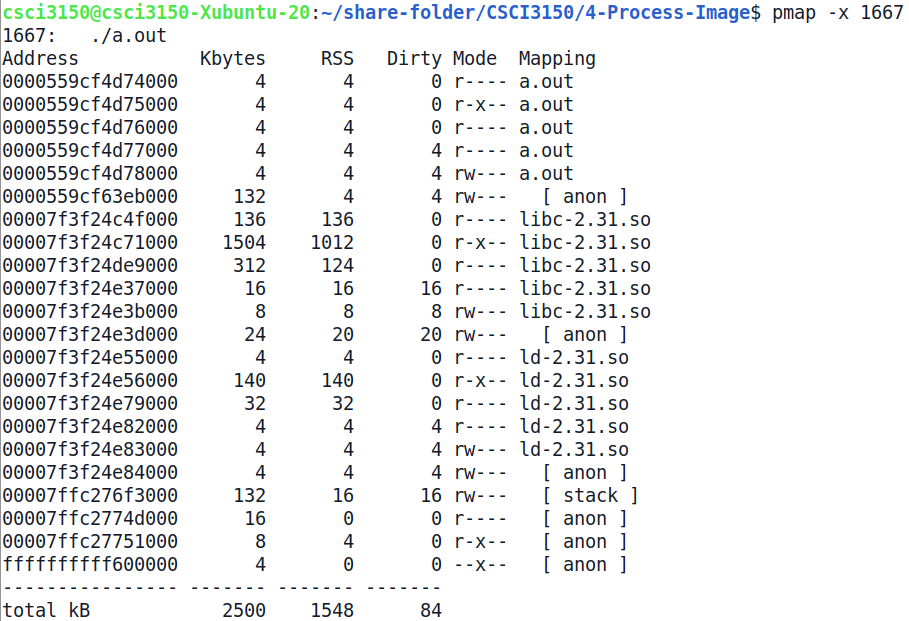 csci3150@csci3150-Xubuntu-20:~/share-folder/CSCI3150/4-Process-Image$ pmap -x 1667
1667:   ./a.out
Address           Kbytes     RSS   Dirty Mode  Mapping
0000559cf4d74000       4       4       0 r---- a.out
0000559cf4d75000       4       4       0 r-x-- a.out
0000559cf4d76000       4       4       0 r---- a.out
0000559cf4d77000       4       4       4 r---- a.out
0000559cf4d78000       4       4       4 rw--- a.out
0000559cf63eb000     132       4       4 rw---   [ anon ]
00007f3f24c4f000     136     136       0 r---- libc-2.31.so
00007f3f24c71000    1504    1012       0 r-x-- libc-2.31.so
00007f3f24de9000     312     124       0 r---- libc-2.31.so
00007f3f24e37000      16      16      16 r---- libc-2.31.so
00007f3f24e3b000       8       8       8 rw--- libc-2.31.so
00007f3f24e3d000      24      20      20 rw---   [ anon ]
00007f3f24e55000       4       4       0 r---- ld-2.31.so
00007f3f24e56000     140     140       0 r-x-- ld-2.31.so
00007f3f24e79000      32      32       0 r---- ld-2.31.so
00007f3f24e82000       4       4       4 r---- ld-2.31.so
00007f3f24e83000       4       4       4 rw--- ld-2.31.so
00007f3f24e84000       4       4       4 rw---   [ anon ]
00007ffc276f3000     132      16      16 rw---   [ stack ]
00007ffc2774d000      16       0       0 r----   [ anon ]
00007ffc27751000       8       4       0 r-x--   [ anon ]
ffffffffff600000       4       0       0 --x--   [ anon ]
---------------- ------- ------- -------
total kB            2500    1548      84